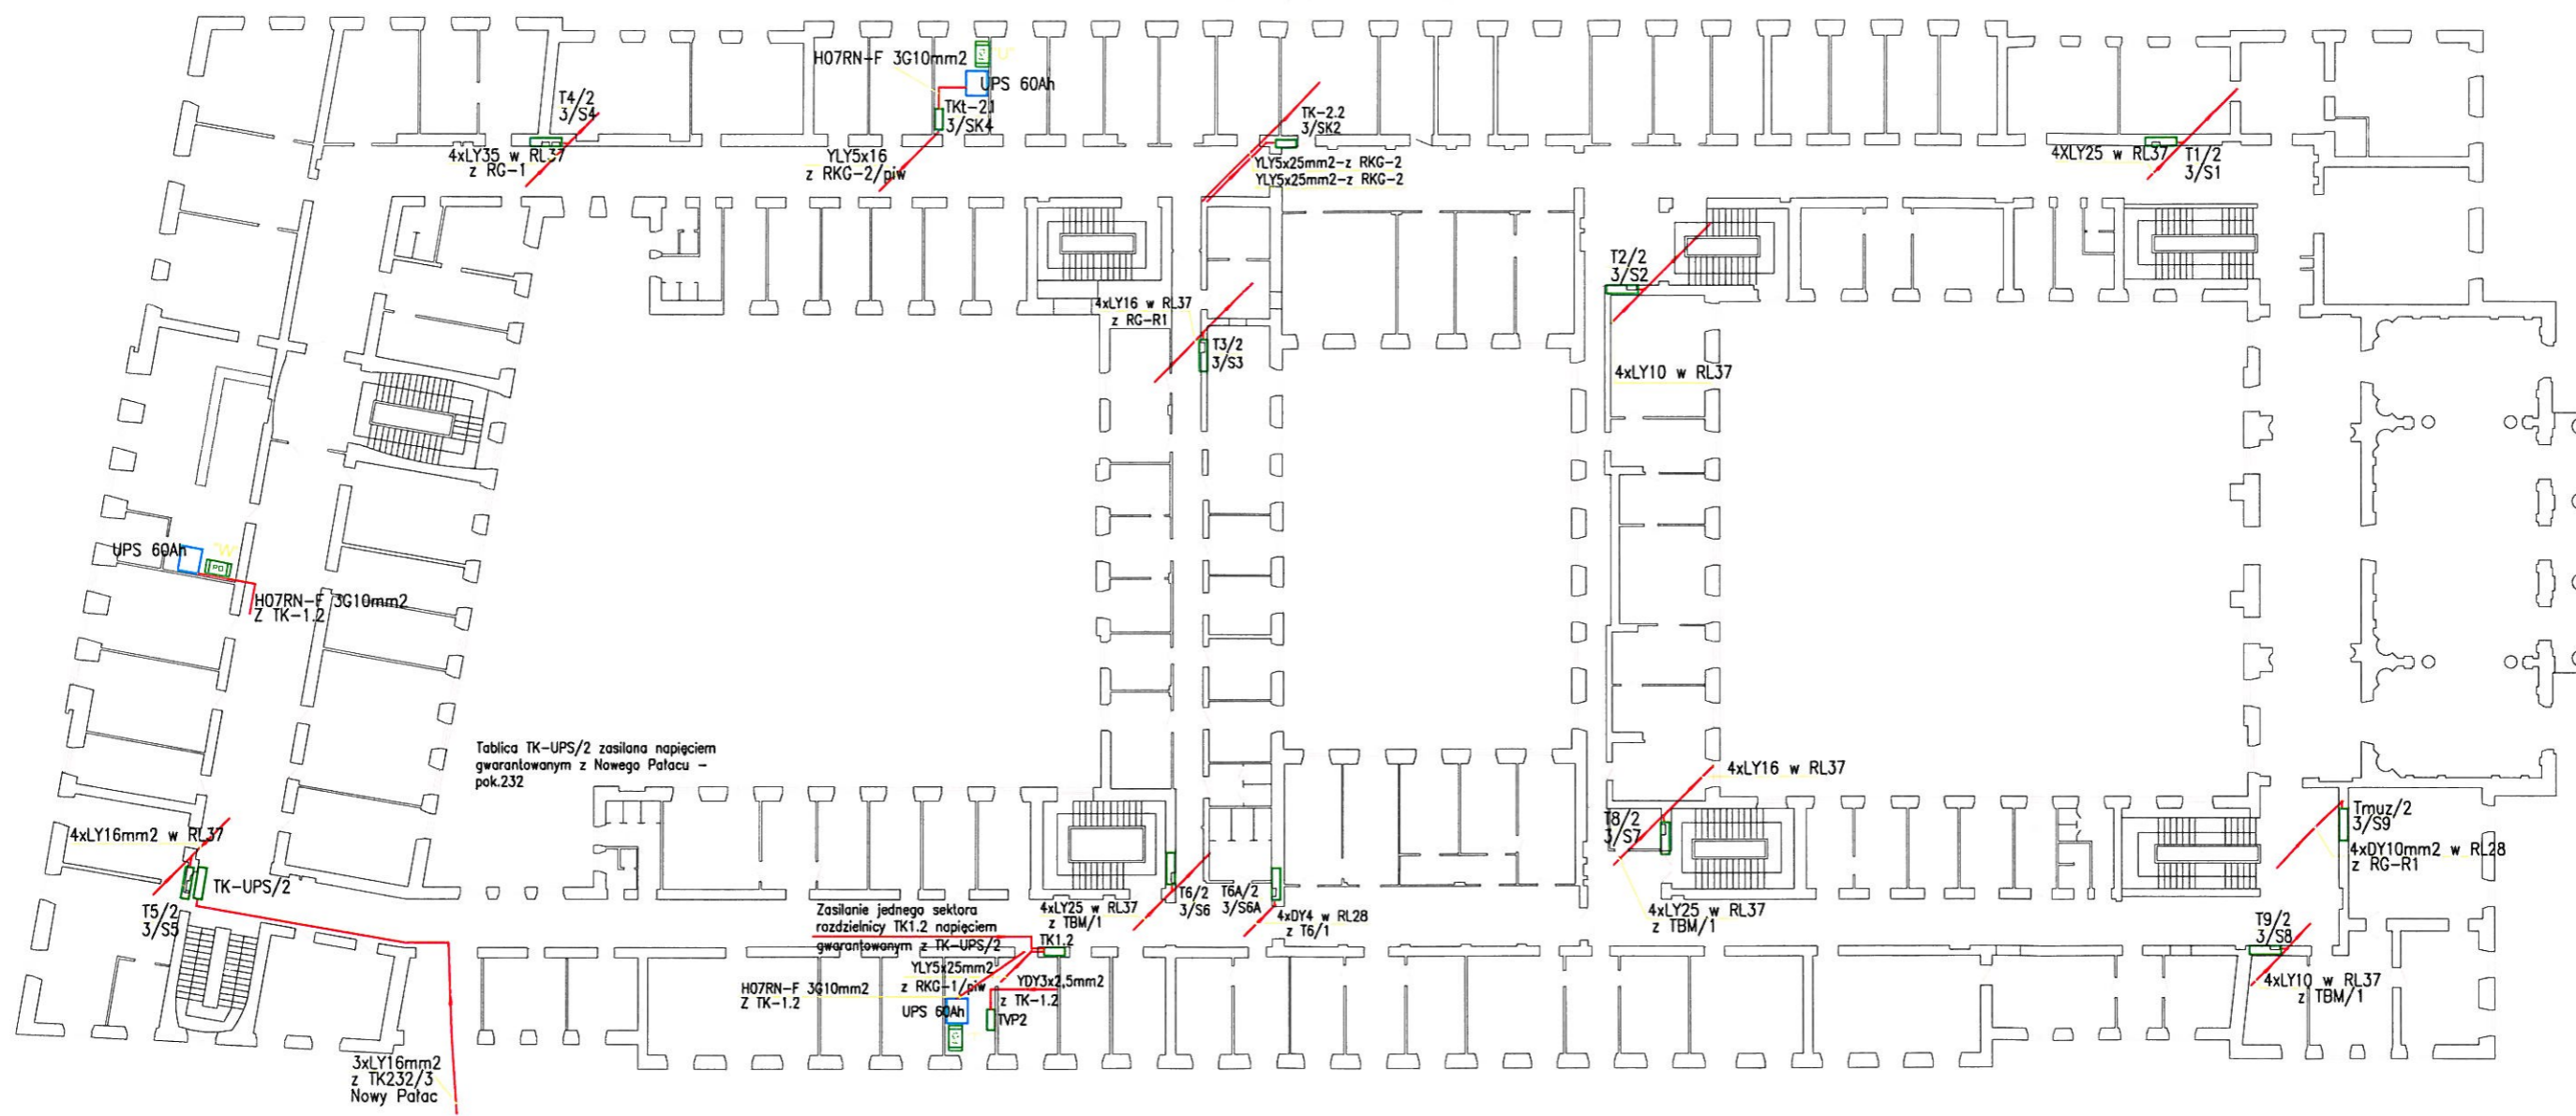 H07RN-F 3G10mm2
"U"
UPS 60Ah
TKt-21
3/SK4
YLY5x16
z RKG-2/piw
T4/2
3/S4
4xLY35 w RL37
z RG-1
TK-2.2
3/SK2
YLY5x25mm2-z RKG-2
YLY5x25mm2-z RKG-2
4XLY25 w RL37
T1/2
3/S1
T2/2
3/S2
4xLY16 w RL37
z RG-R1
T3/2
3/S3
4xLY10 w RL37
UPS 60Ah
"W"
PD
H07RN-F 3G10mm2
Z TK-1.2
Tablica TK-UPS/2 zasilana napięciem
gwarantowanym z Nowego Pałacu -
pok.232
4xLY16mm2 w RL37
TK-UPS/2
T5/2
3/S5
3xLY16mm2
z TK232/3
Nowy Pałac
Zasilanie jednego sektora
rozdzielnicy TK1.2 napięciem
gwarantowanym z TK-UPS/2
TK1.2
YLY5x25mm2
z RKG-1/piw
H07RN-F 3G10mm2
Z TK-1.2
UPS 60Ah
YDY3x2,5mm2
z TK-1.2
TVP2
4xLY25 w RL37
z TBM/1
T6/2
3/S6
T6A/2
3/S6A
4xDY4 w RL28
z T6/1
4xLY16 w RL37
T8/2
3/S7
4xLY25 w RL37
z TBM/1
Tmuz/2
3/S9
4xDY10mm2 w RL28
z RG-R1
T9/2
3/S8
4xLY10 w RL37
z TBM/1